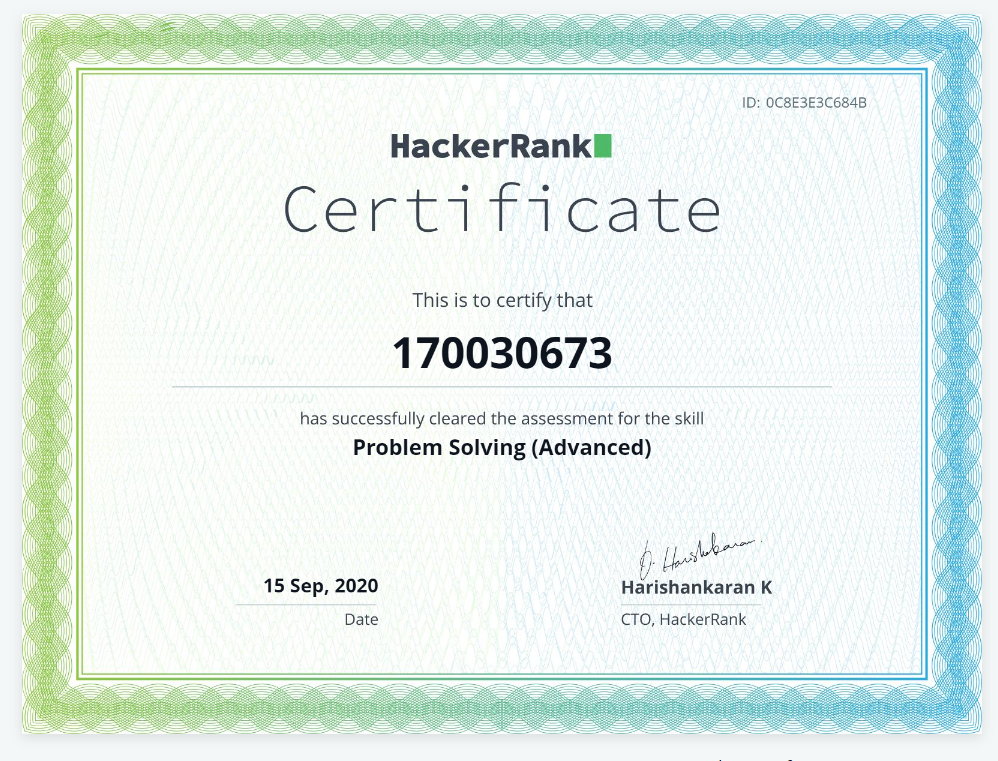 ID: 0C8E3E3C684B
HackerRank
Certificate
This is to certify that
170030673
has successfully cleared the assessment for the skill
Problem Solving (Advanced)
15 Sep, 2020
Date
Harishankaran K
CTO, HackerRank